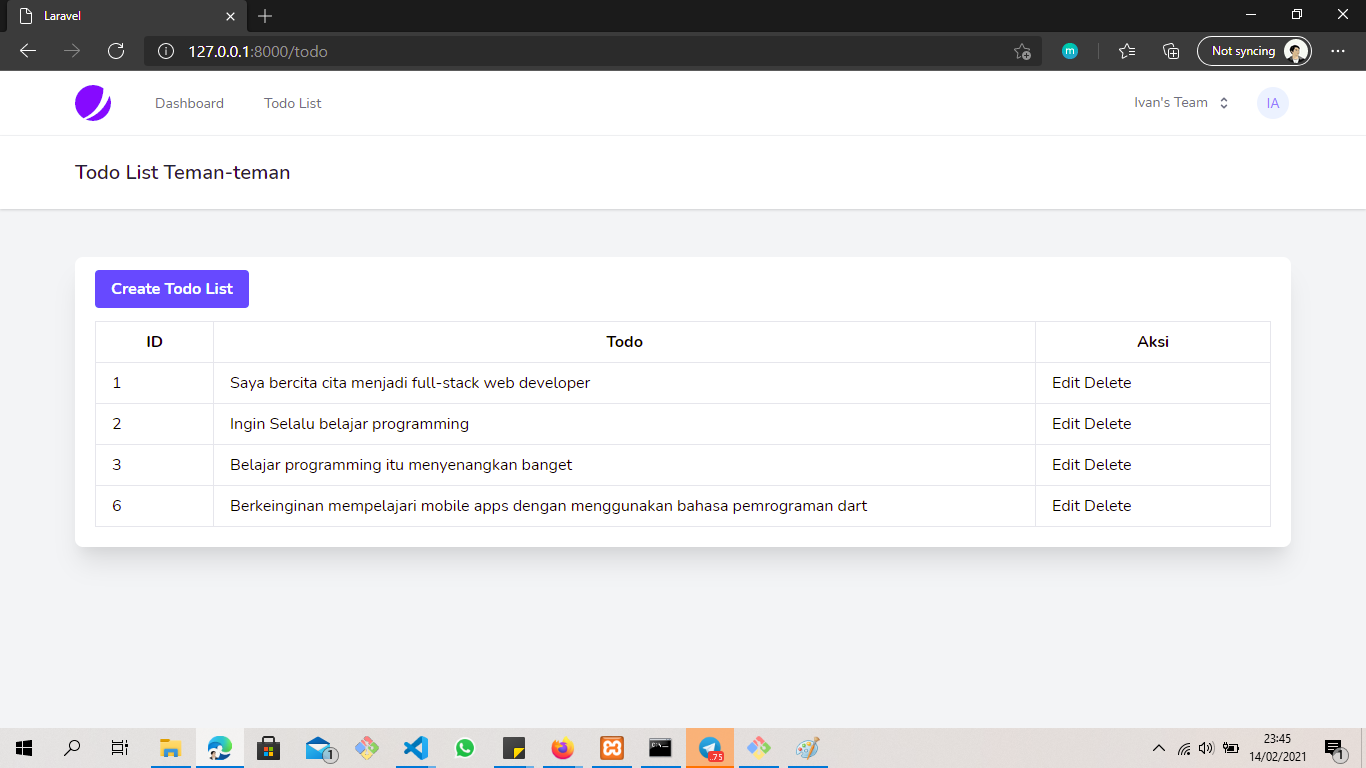 Laravel
127.0.0.1:8000/todo
m
Not syncing
Dashboard Todo List Ivan's Team IA
Todo List Teman-teman
Create Todo List
ID Todo Aksi
1 Saya bercita cita menjadi full-stack web developer Edit Delete
2 Ingin Selalu belajar programming Edit Delete
3 Belajar programming itu menyenangkan banget Edit Delete
6 Berkeinginan mempelajari mobile apps dengan menggunakan bahasa pemrograman dart Edit Delete
1
75
23:45
14/02/2021
1